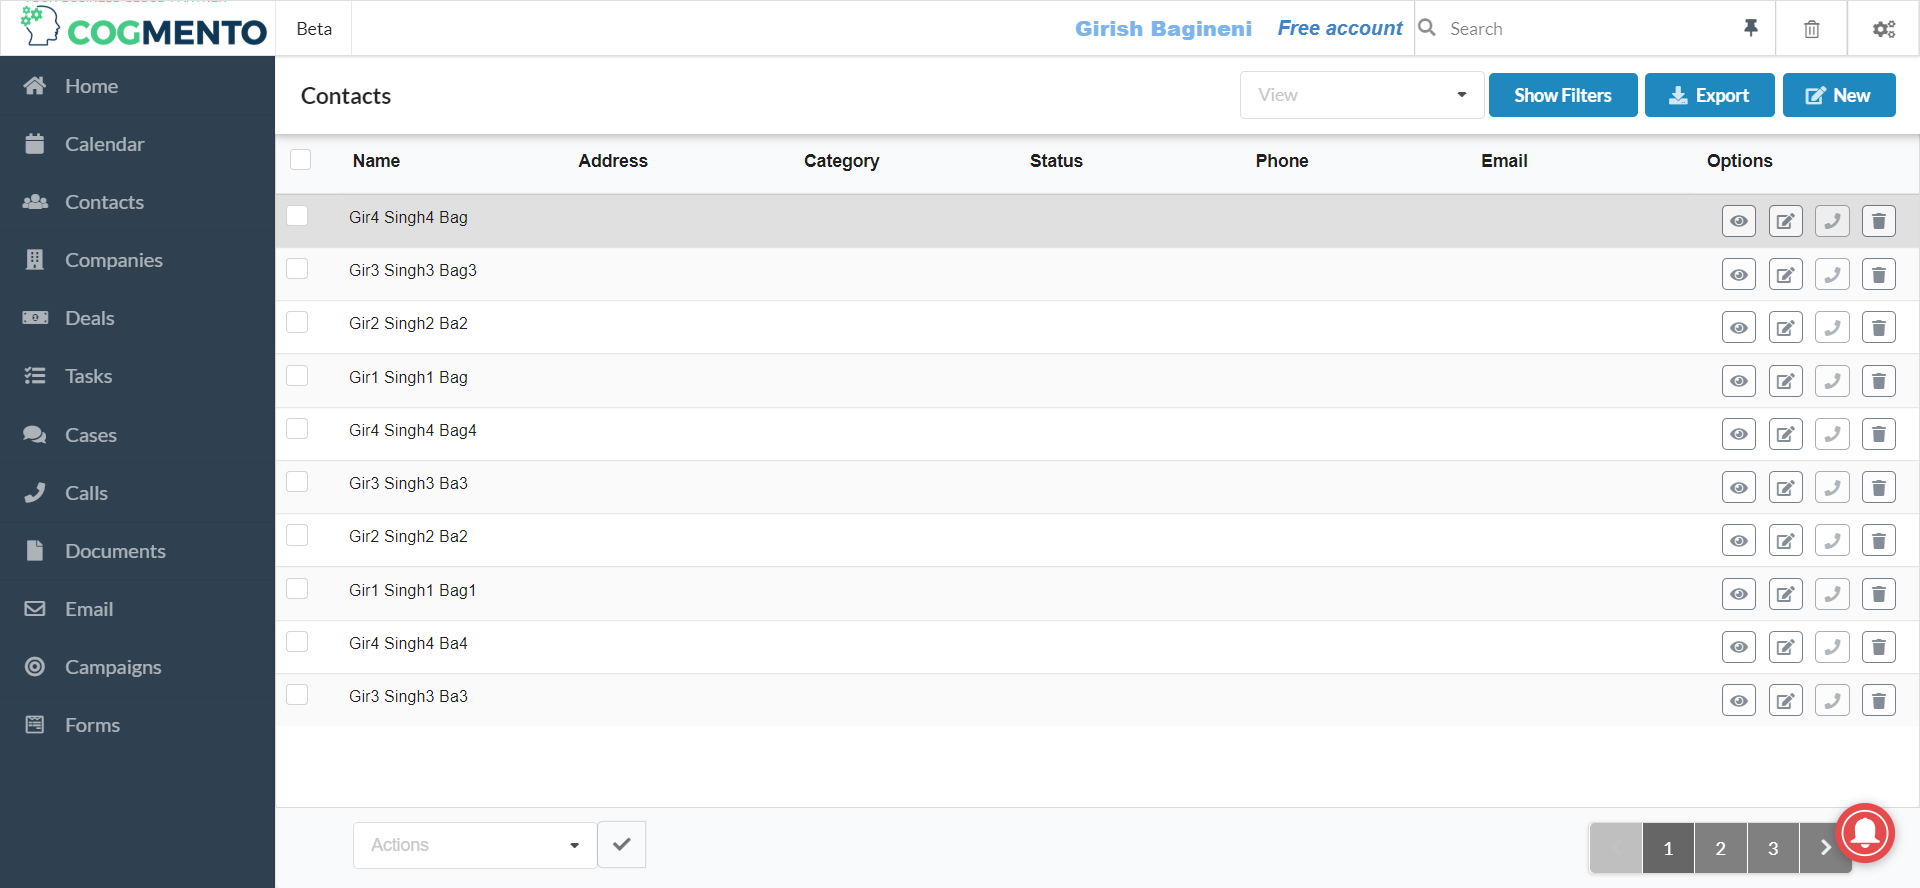 COGMENTO
Beta
Girish Bagineni
Free account
Search
Home
Calendar
Contacts
Companies
Deals
Tasks
Cases
Calls
Documents
Email
Campaigns
Forms
Contacts
View
Show Filters
Export
New
Name Address Category Status Phone Email Options
Gir4 Singh4 Bag
Gir3 Singh3 Bag3
Gir2 Singh2 Ba2
Gir1 Singh1 Bag
Gir4 Singh4 Bag4
Gir3 Singh3 Ba3
Gir2 Singh2 Ba2
Gir1 Singh1 Bag1
Gir4 Singh4 Ba4
Gir3 Singh3 Ba3
Actions
1 2 3